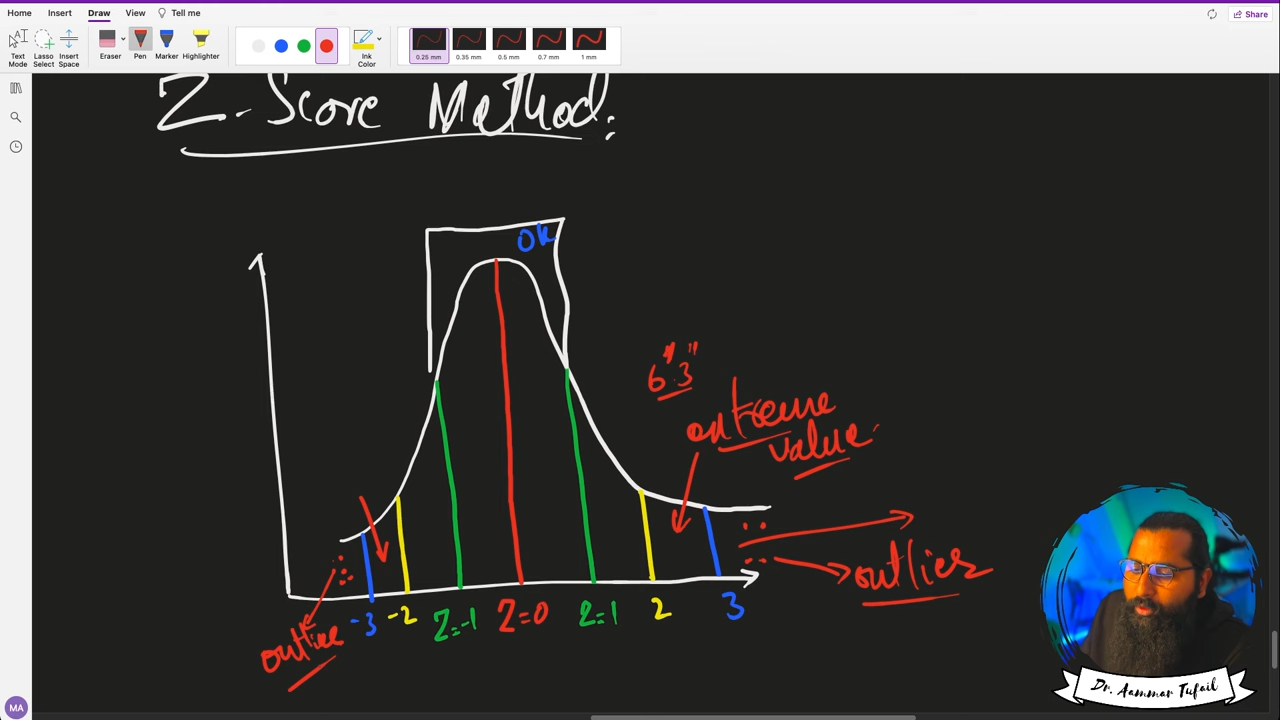 Home Insert Draw View Tell me
Share
Text Mode
Lasso Select
Insert Space
Eraser
Pen
Marker
Highlighter
Ink Color
0.25 mm
0.35 mm
0.5 mm
0.7 mm
1 mm
Z-Score Method:
OK
6'3"
extreme
value
outlier
outlier
-3 -2 Z=-1 Z=0 Z=1 2 3
MA
Dr. Aammar Tufail